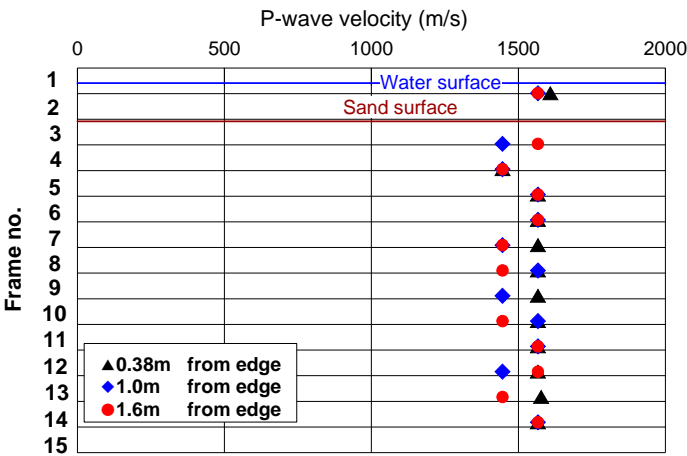 P-wave velocity (m/s)
0 500 1000 1500 2000
Frame no.
1
Water surface
2
Sand surface
3
4
5
6
7
8
9
10
11
12
13
14
15
0.38m from edge
1.0m from edge
1.6m from edge